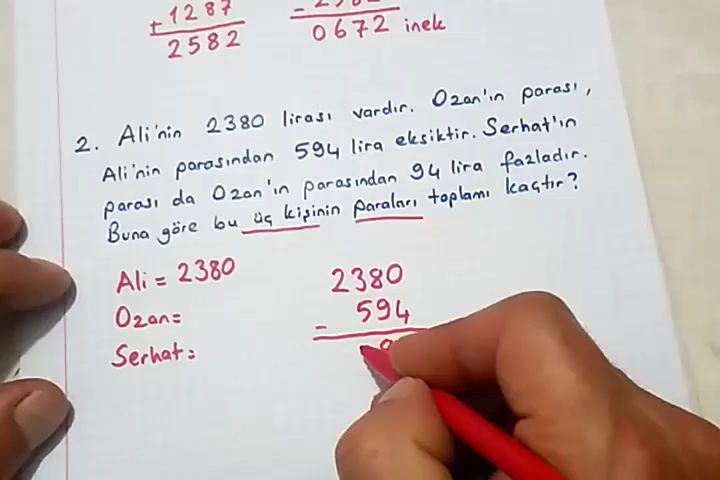 +1287
2582
0672 inek
2. Ali'nin 2380 lirası vardır. Ozan'ın parası,
Ali'nin parasından 594 lira eksiktir. Serhat'ın
parası da Ozan'ın parasından 94 lira fazladır.
Buna göre bu üç kişinin paraları toplamı kaçtır?
Ali = 2380
Ozan=
Serhat=
2380
- 594